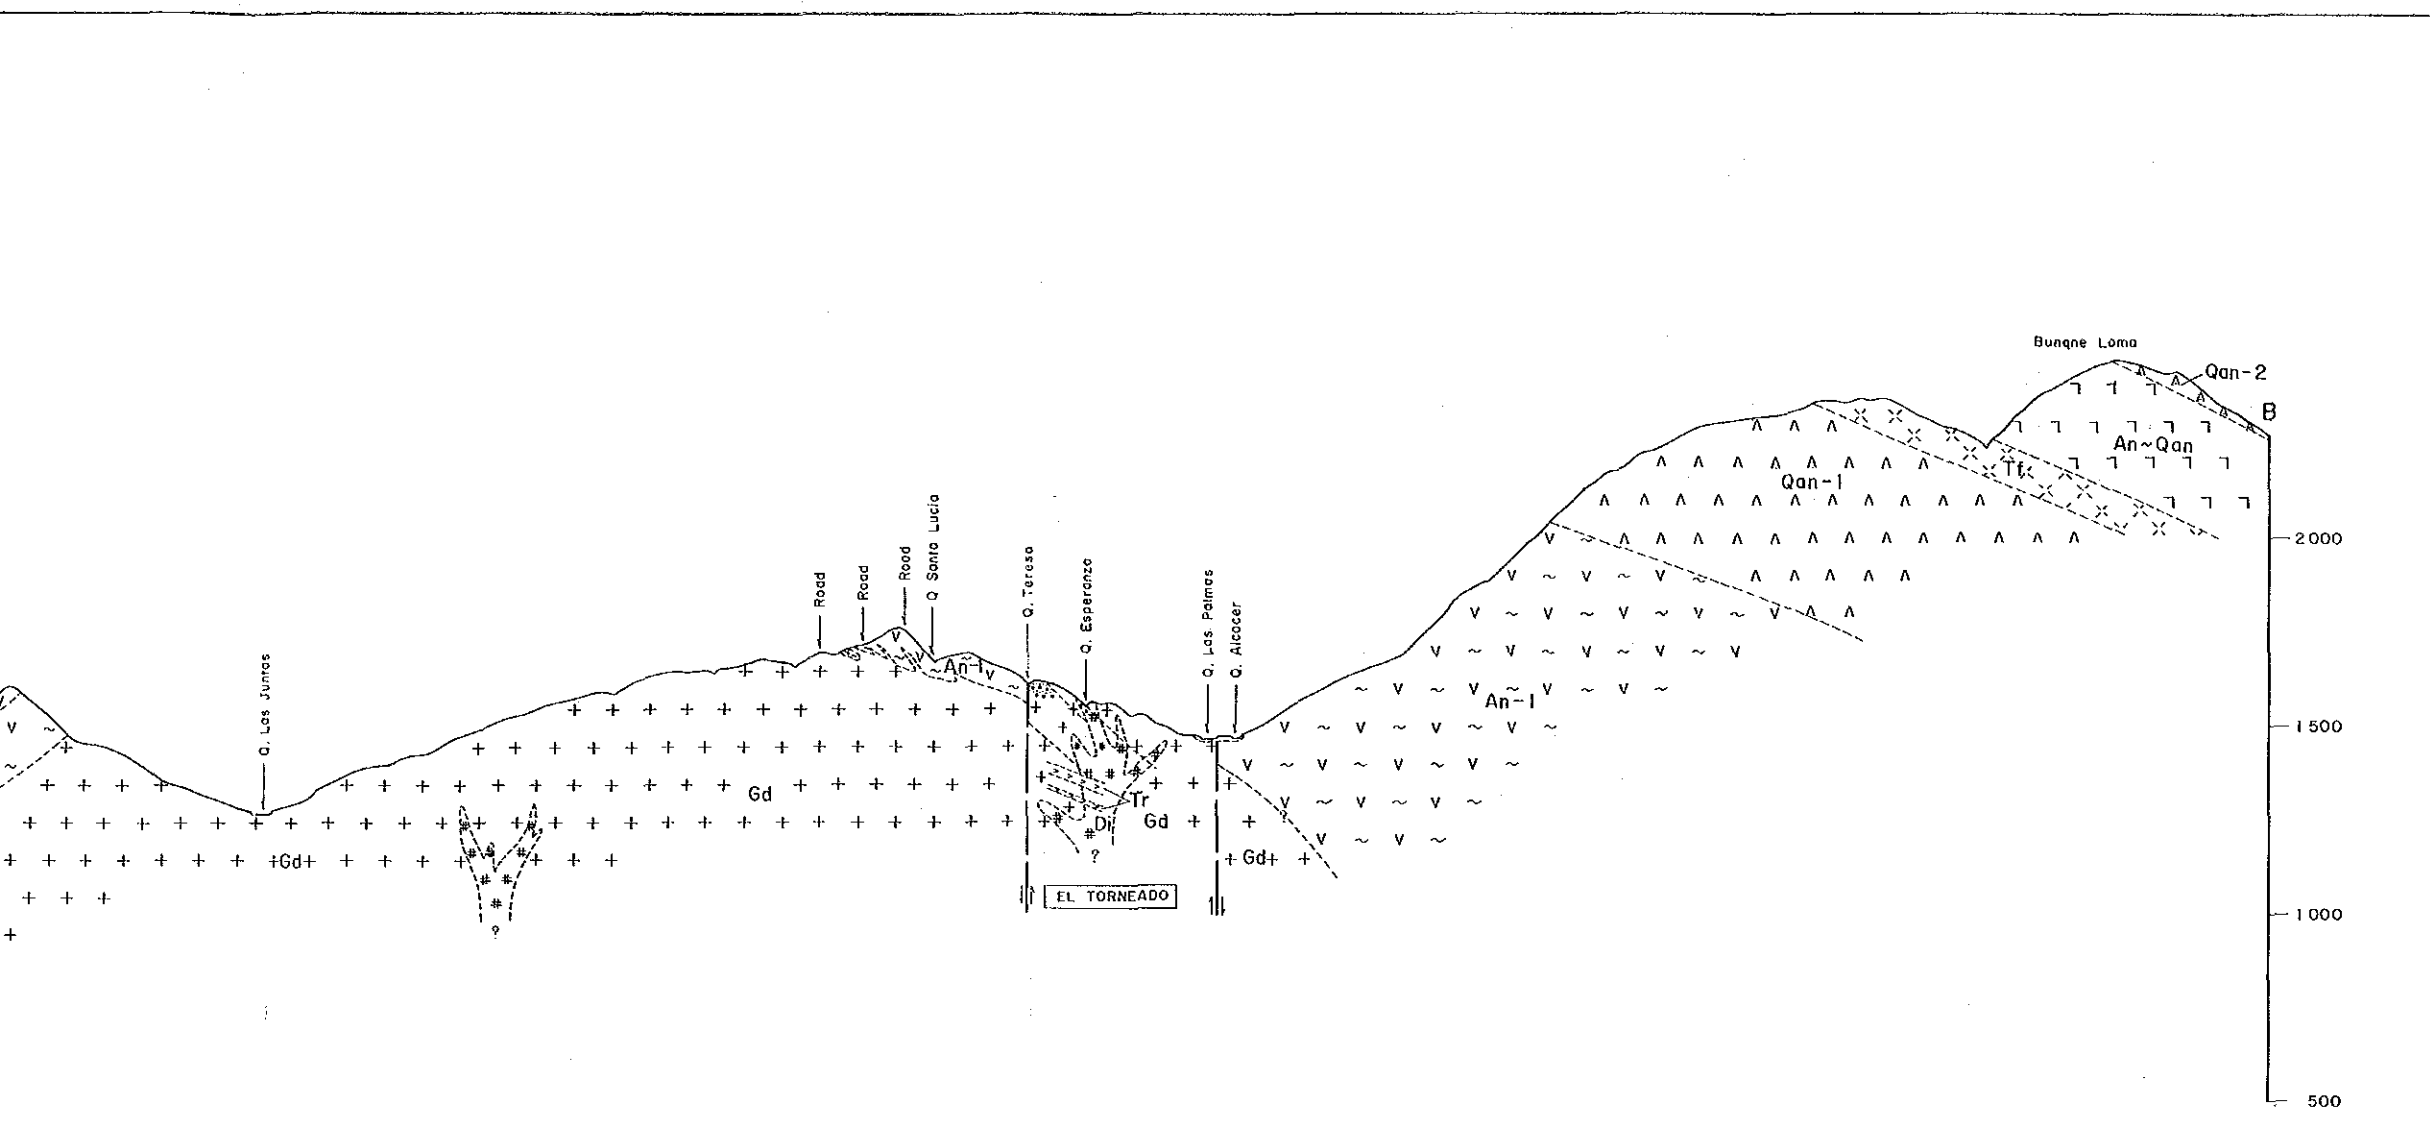 Bunqne Loma
Qan-2
B
An~Qan
Tf
Qan-1
2000
Road
Road
Road
Q Santa Lucia
Q. Teresa
Q. Esperanza
Q. Las Palmas
Q. Alcocer
Q. Las Juntas
An-1
An-1
1500
Gd
Tr
Di
Gd
?
?
Gd
Gd
EL TORNEADO
1000
?
500